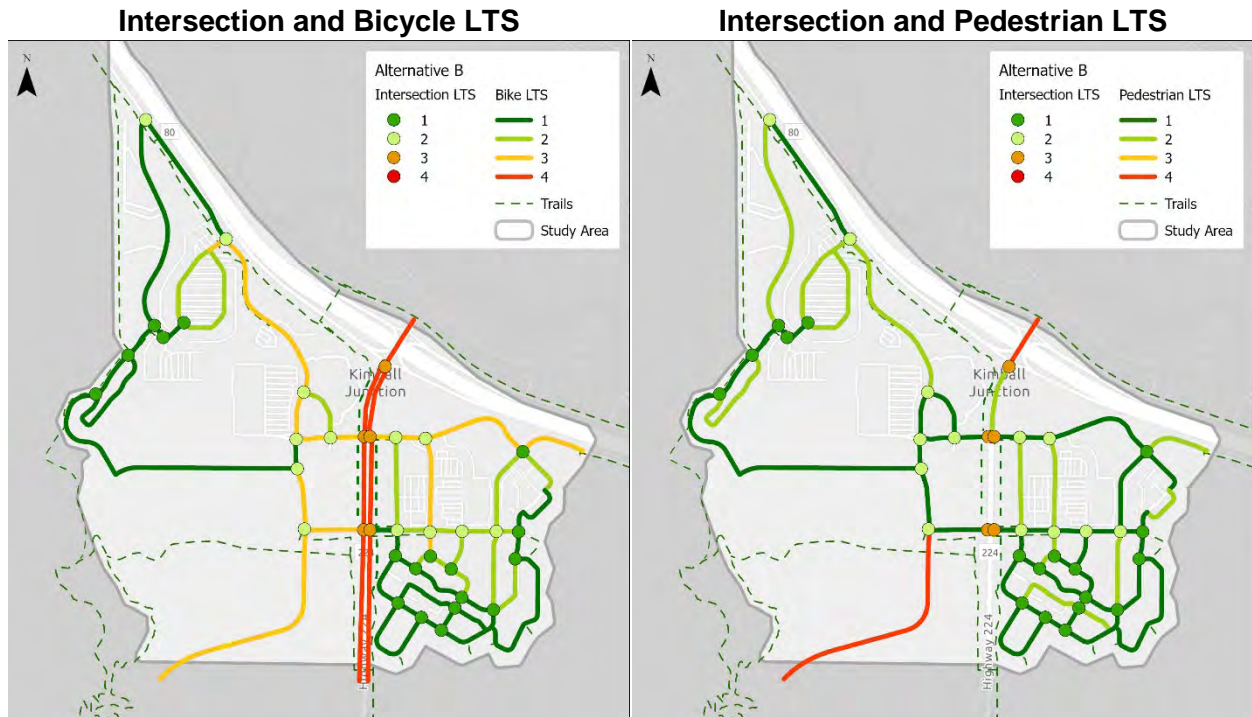 Intersection and Bicycle LTS
Intersection and Pedestrian LTS
N
Alternative B
Intersection LTS Bike LTS
1 1
2 2
3 3
4 4
Trails
Study Area
80
Kimball
Junction
Highway 224
N
Alternative B
Intersection LTS Pedestrian LTS
1 1
2 2
3 3
4 4
Trails
Study Area
80
Kimball
Junction
224
Highway 224